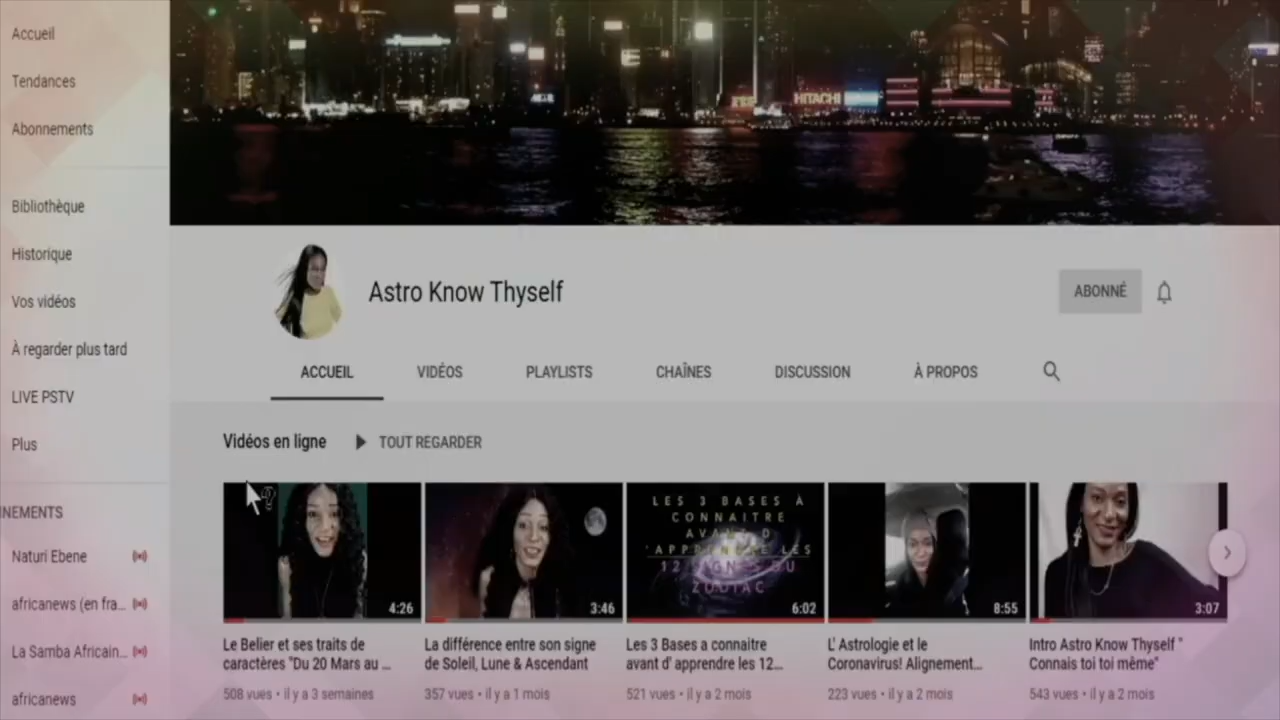 Accueil
Tendances
Abonnements
Bibliothèque
Historique
Vos vidéos
À regarder plus tard
LIVE PSTV
Plus
NEMENTS
Naturi Ebene
africanews (en fra...
La Samba Africain...
africanews
HITACHI
Astro Know Thyself
ABONNÉ
ACCUEIL
VIDÉOS
PLAYLISTS
CHAÎNES
DISCUSSION
À PROPOS
Vidéos en ligne
TOUT REGARDER
4:26
Le Belier et ses traits de
caractères "Du 20 Mars au ...
508 vues • il y a 3 semaines
3:46
La différence entre son signe
de Soleil, Lune & Ascendant
357 vues • il y a 1 mois
LES 3 BASES À
CONNAITRE
AVANT D
'APPRENDRE LES
12 SIGNES DU
ZODIAC
6:02
Les 3 Bases a connaitre
avant d' apprendre les 12...
521 vues • il y a 2 mois
8:55
L' Astrologie et le
Coronavirus! Alignement...
223 vues • il y a 2 mois
3:07
Intro Astro Know Thyself "
Connais toi toi même"
543 vues • il y a 2 mois